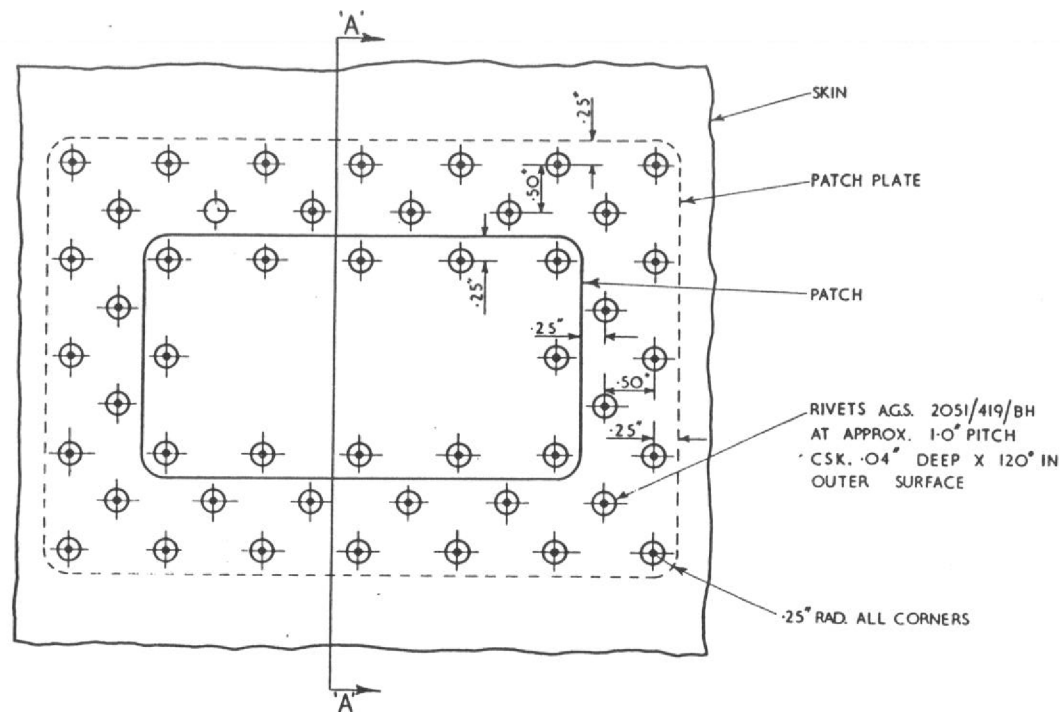 'A'
SKIN
.25"
PATCH PLATE
.50"
.25"
PATCH
.25"
.50"
.25"
RIVETS A.G.S. 2051/419/BH
AT APPROX. 1·0" PITCH
CSK. ·04" DEEP X 120° IN
OUTER SURFACE
·25" RAD. ALL CORNERS
'A'